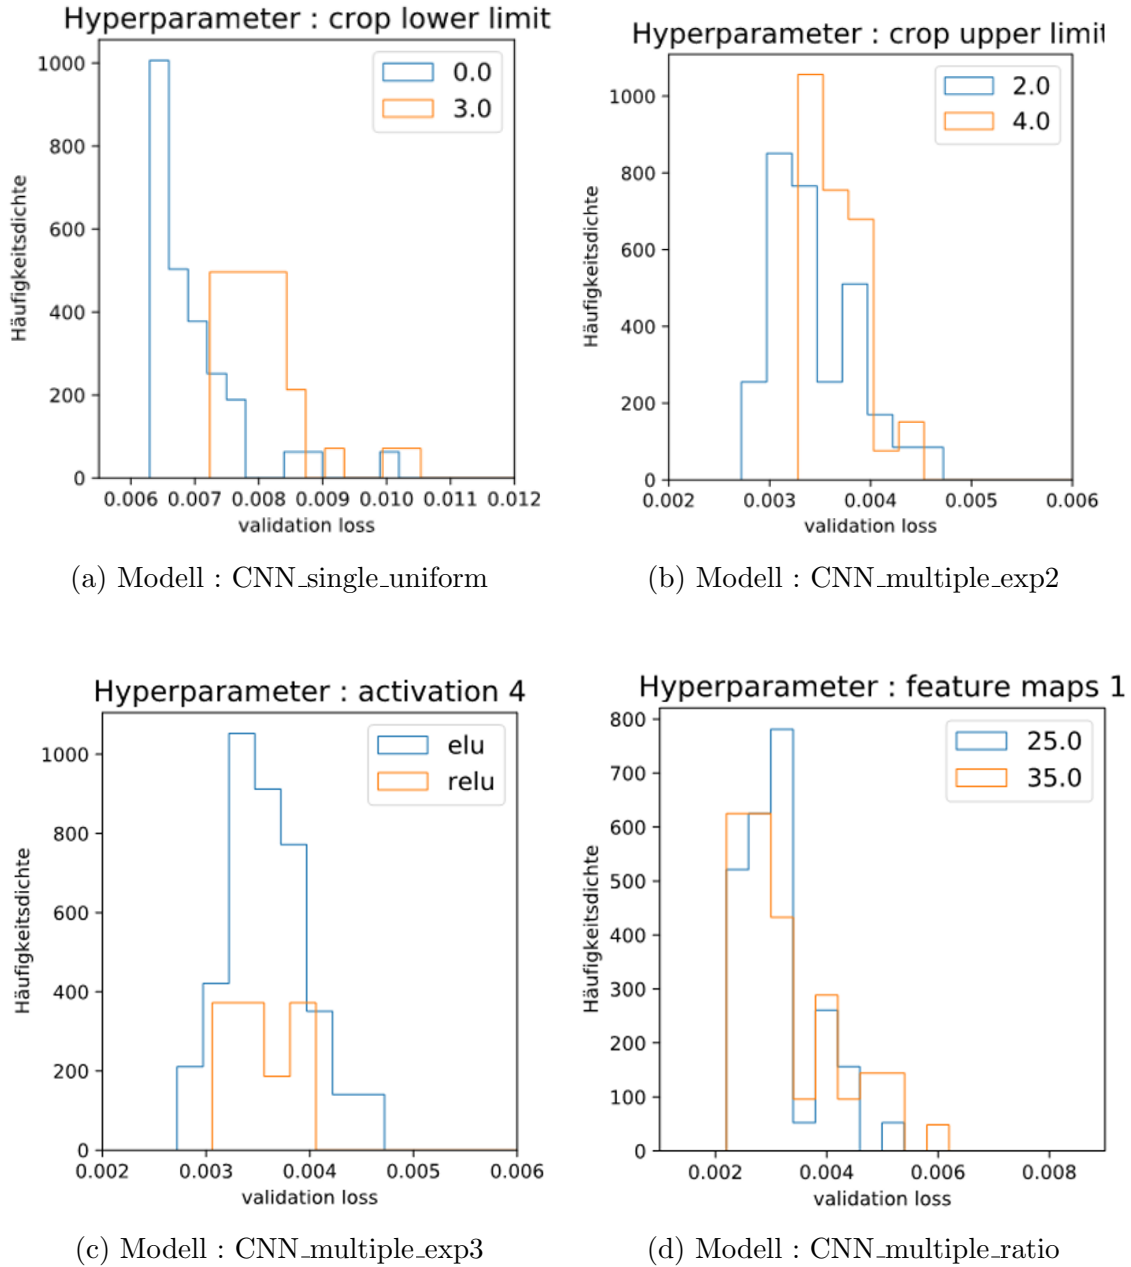 Hyperparameter : crop lower limit
0.0
3.0
Häufigkeitsdichte
1000
800
600
400
200
0
0.006 0.007 0.008 0.009 0.010 0.011 0.012
validation loss
(a) Modell : CNN_single_uniform
Hyperparameter : crop upper limit
2.0
4.0
Häufigkeitsdichte
1000
800
600
400
200
0
0.002 0.003 0.004 0.005 0.006
validation loss
(b) Modell : CNN_multiple_exp2
Hyperparameter : activation 4
elu
relu
Häufigkeitsdichte
1000
800
600
400
200
0
0.002 0.003 0.004 0.005 0.006
validation loss
(c) Modell : CNN_multiple_exp3
Hyperparameter : feature maps 1
25.0
35.0
Häufigkeitsdichte
800
700
600
500
400
300
200
100
0
0.002 0.004 0.006 0.008
validation loss
(d) Modell : CNN_multiple_ratio